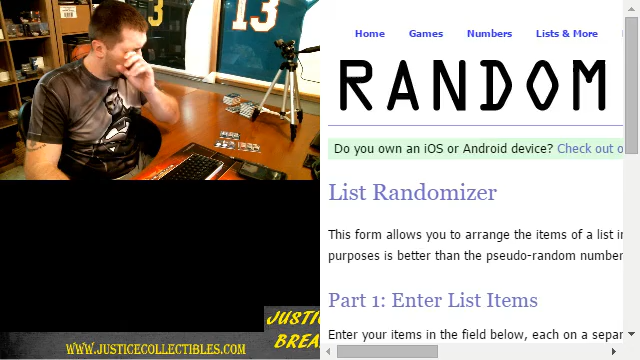 3
13
Home Games Numbers Lists & More
RANDOM
Do you own an iOS or Android device? Check out o
List Randomizer
This form allows you to arrange the items of a list in
purposes is better than the pseudo-random number
Part 1: Enter List Items
Enter your items in the field below, each on a separ
JUSTIC
BREA
WWW.JUSTICECOLLECTIBLES.COM